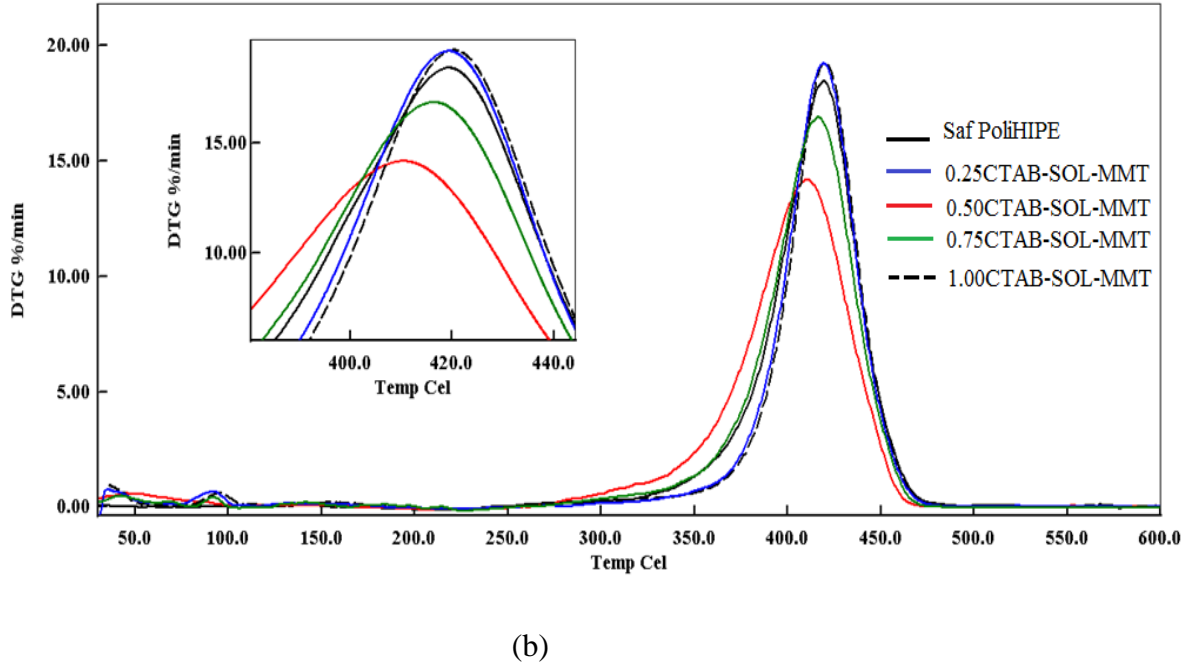 20.00
15.00
10.00
5.00
0.00
DTG %/min
50.0 100.0 150.0 200.0 250.0 300.0 350.0 400.0 450.0 500.0 550.0 600.0
Temp Cel
15.00
10.00
DTG %/min
400.0 420.0 440.0
Temp Cel
Saf PoliHIPE
0.25CTAB-SOL-MMT
0.50CTAB-SOL-MMT
0.75CTAB-SOL-MMT
1.00CTAB-SOL-MMT
(b)